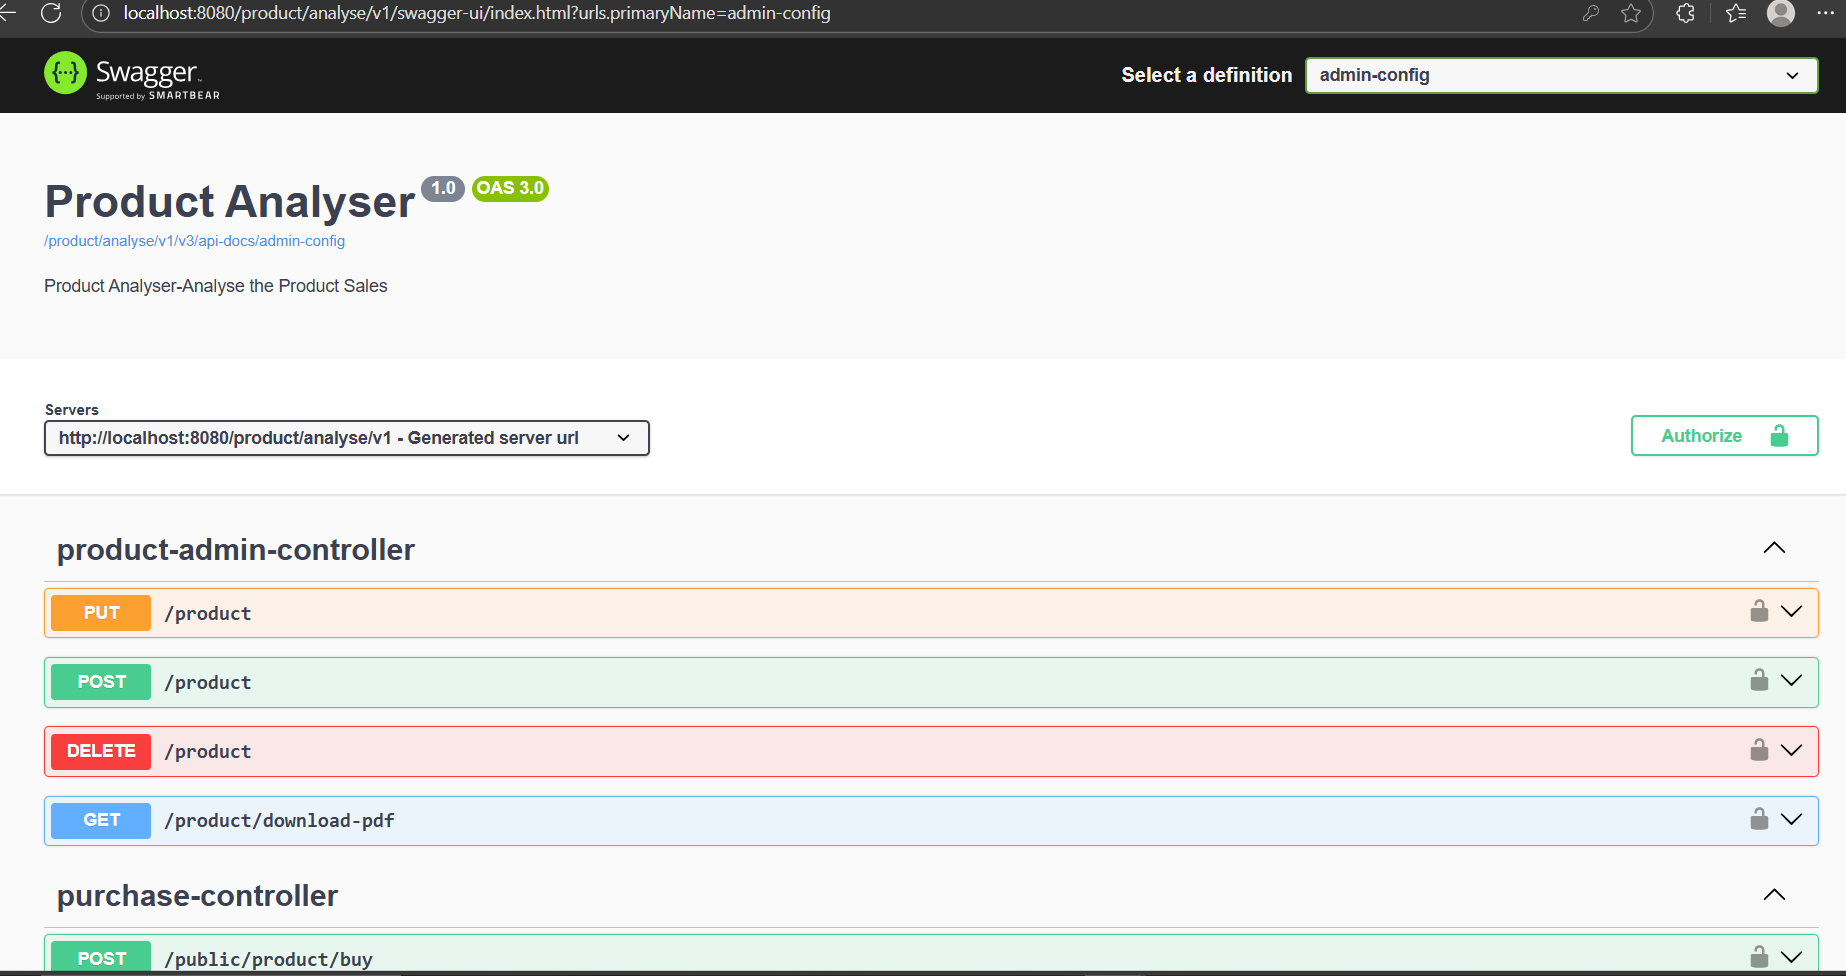 localhost:8080/product/analyse/v1/swagger-ui/index.html?urls.primaryName=admin-config
Swagger
Supported by SMARTBEAR
Select a definition
admin-config
Product Analyser 1.0 OAS 3.0
/product/analyse/v1/v3/api-docs/admin-config
Product Analyser-Analyse the Product Sales
Servers
http://localhost:8080/product/analyse/v1 - Generated server url
Authorize
product-admin-controller
PUT /product
POST /product
DELETE /product
GET /product/download-pdf
purchase-controller
POST /public/product/buy